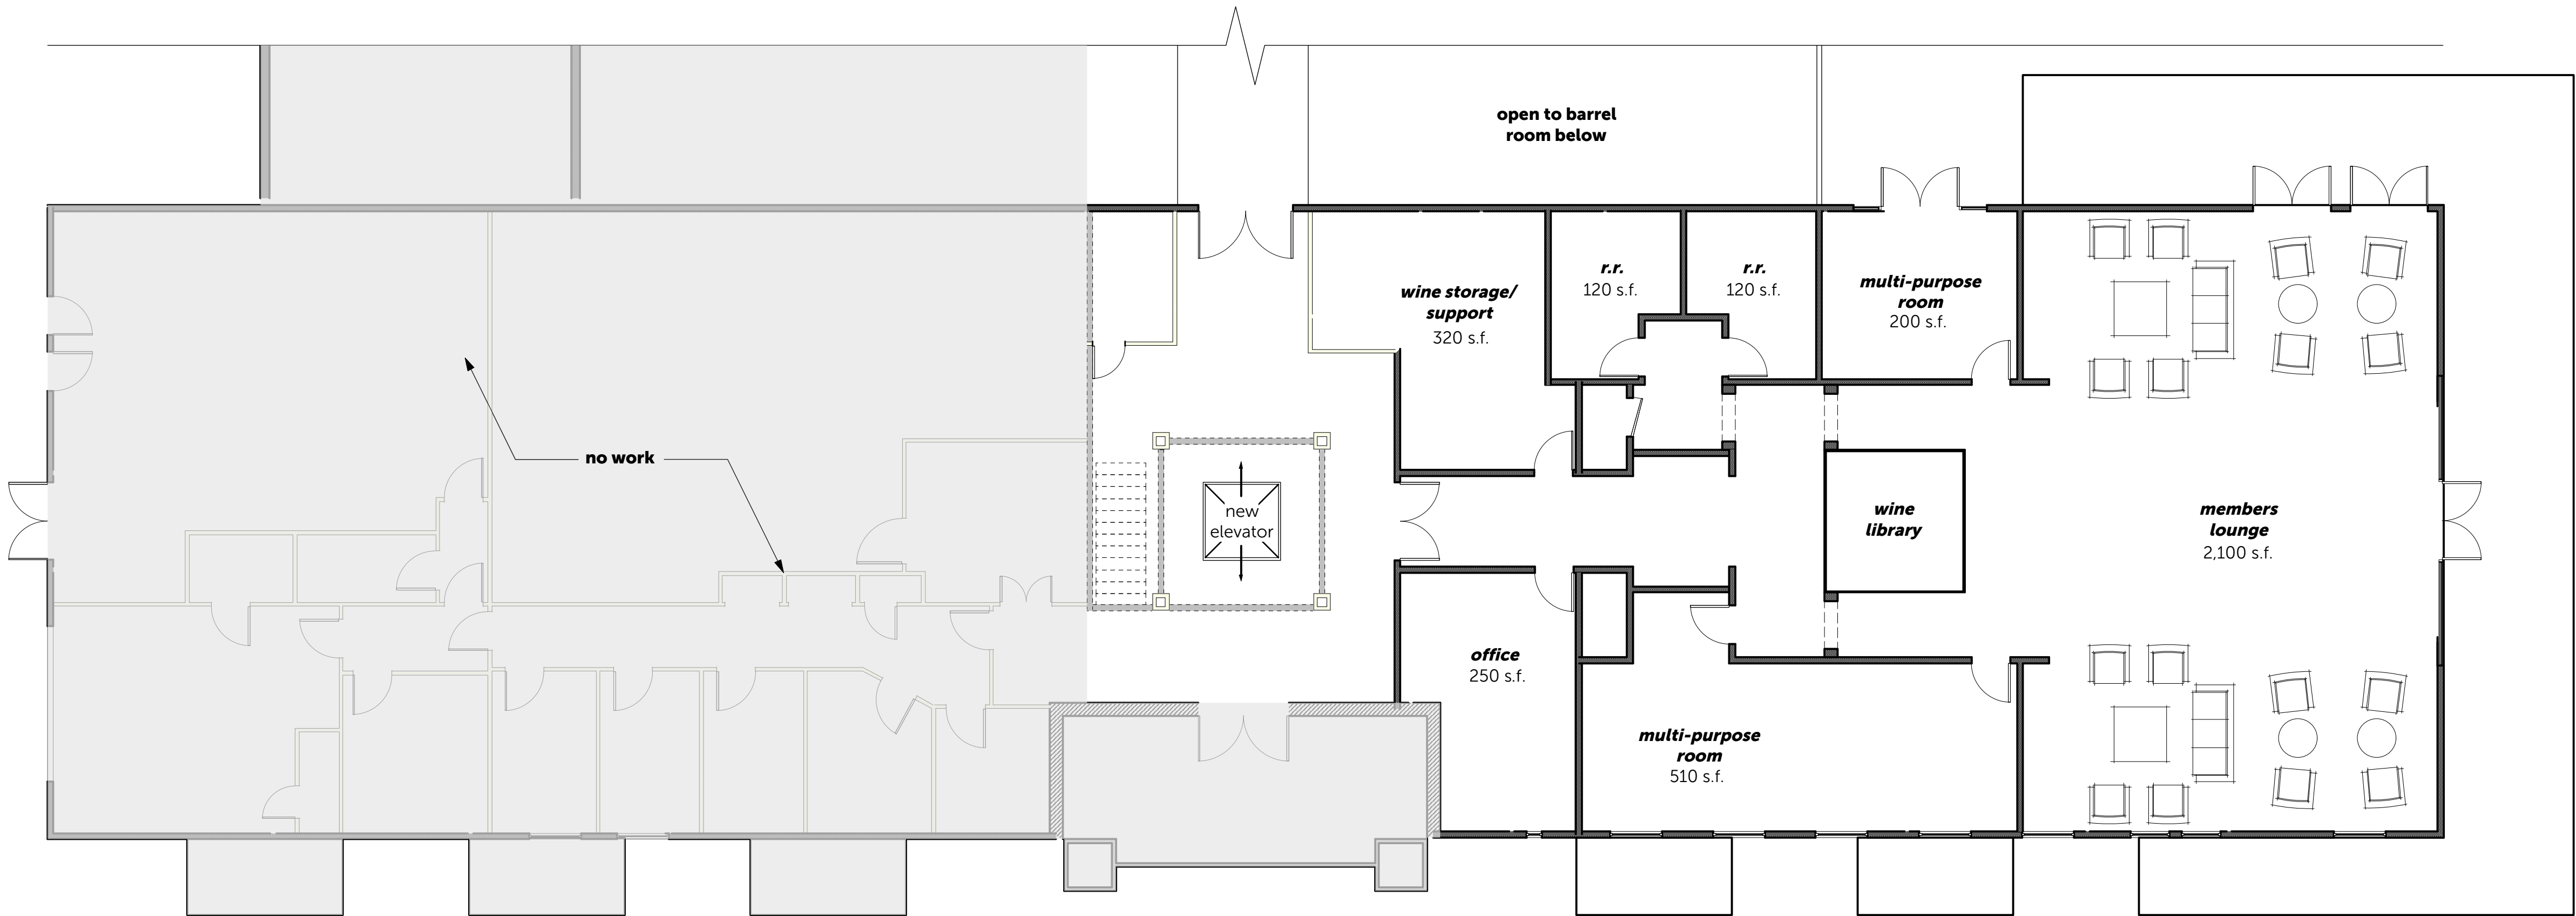 open to barrel
room below
wine storage/
support
320 s.f.
r.r.
120 s.f.
r.r.
120 s.f.
multi-purpose
room
200 s.f.
no work
new
elevator
wine
library
members
lounge
2,100 s.f.
office
250 s.f.
multi-purpose
room
510 s.f.